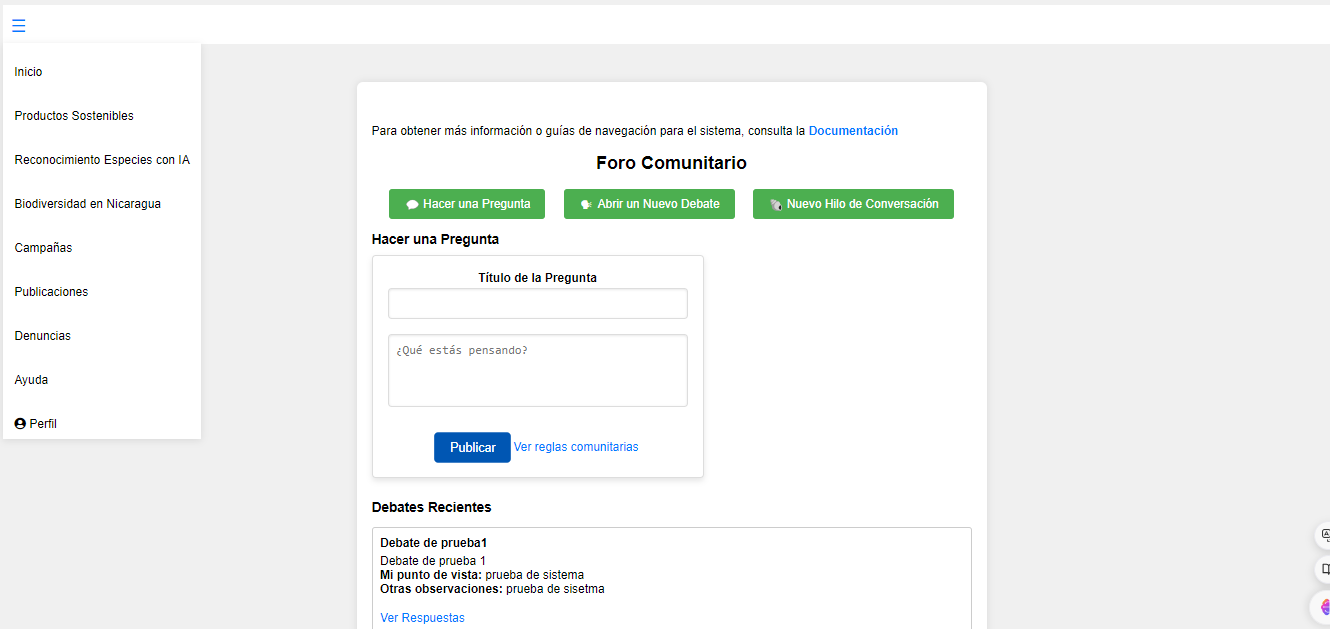 Inicio
Productos Sostenibles
Reconocimiento Especies con IA
Biodiversidad en Nicaragua
Campañas
Publicaciones
Denuncias
Ayuda
Perfil
Para obtener más información o guías de navegación para el sistema, consulta la Documentación
Foro Comunitario
Hacer una Pregunta
Abrir un Nuevo Debate
Nuevo Hilo de Conversación
Hacer una Pregunta
Título de la Pregunta
¿Qué estás pensando?
Publicar Ver reglas comunitarias
Debates Recientes
Debate de prueba1
Debate de prueba 1
Mi punto de vista: prueba de sistema
Otras observaciones: prueba de sisetma
Ver Respuestas